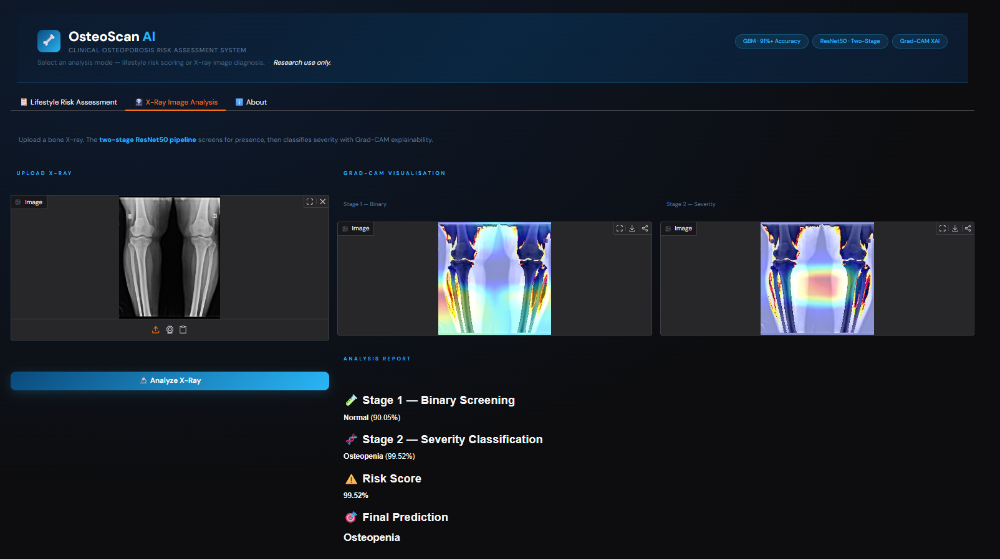 OsteoScan AI
CLINICAL OSTEOPOROSIS RISK ASSESSMENT SYSTEM
Select an analysis mode — lifestyle risk scoring or X-ray image diagnosis. · Research use only.
GBM · 91%+ Accuracy
ResNet50 · Two-Stage
Grad-CAM XAI
Lifestyle Risk Assessment
X-Ray Image Analysis
About
Upload a bone X-ray. The two-stage ResNet50 pipeline screens for presence, then classifies severity with Grad-CAM explainability.
UPLOAD X-RAY
Image
Analyze X-Ray
GRAD-CAM VISUALISATION
Stage 1 — Binary
Image
Stage 2 — Severity
Image
ANALYSIS REPORT
Stage 1 — Binary Screening
Normal (90.05%)
Stage 2 — Severity Classification
Osteopenia (99.52%)
Risk Score
99.52%
Final Prediction
Osteopenia